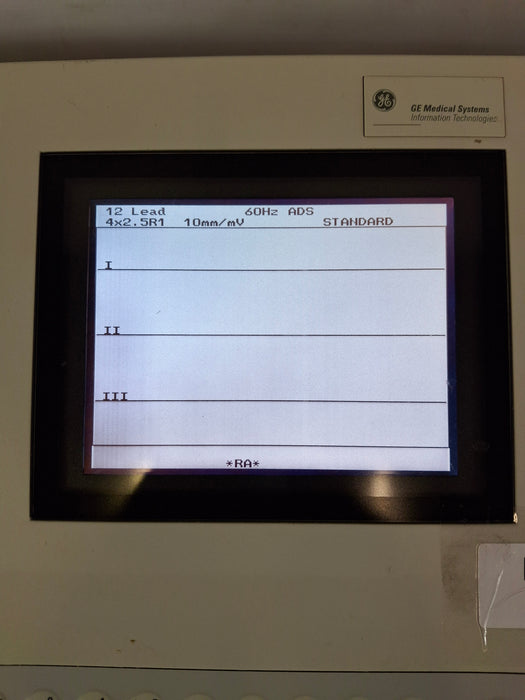 GE Medical Systems
Information Technologies
12 Lead 60Hz ADS
4x2.5R1 10mm/mV STANDARD
I
II
III
*RA*